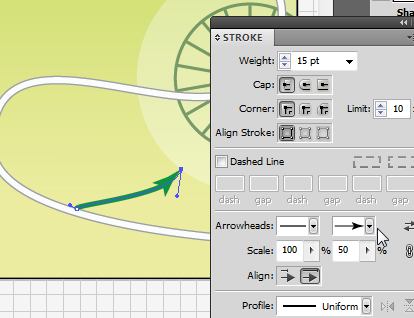 Sha
STROKE
Weight: 15 pt
Cap:
Corner: Limit: 10
Align Stroke:
Dashed Line
dash gap dash gap dash gap
Arrowheads:
Scale: 100 % 50 %
Align:
Profile: Uniform